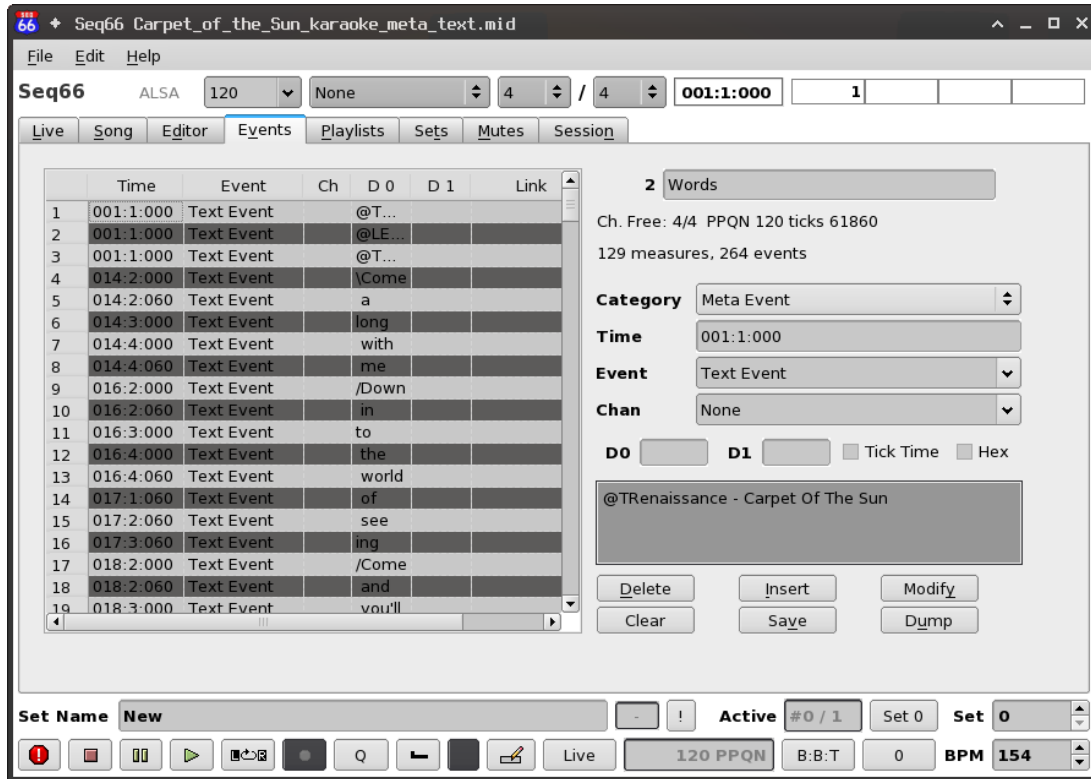 Seq66 Carpet_of_the_Sun_karaoke_meta_text.mid
File Edit Help
Seq66 ALSA 120 None 4 / 4 001:1:000 1
Live Song Editor Events Playlists Sets Mutes Session
Time Event Ch D 0 D 1 Link
1 001:1:000 Text Event @T...
2 001:1:000 Text Event @LE...
3 001:1:000 Text Event @T...
4 014:2:000 Text Event \Come
5 014:2:060 Text Event a
6 014:3:000 Text Event long
7 014:4:000 Text Event with
8 014:4:060 Text Event me
9 016:2:000 Text Event /Down
10 016:2:060 Text Event in
11 016:3:000 Text Event to
12 016:4:000 Text Event the
13 016:4:060 Text Event world
14 017:1:060 Text Event of
15 017:2:060 Text Event see
16 017:3:060 Text Event ing
17 018:2:000 Text Event /Come
18 018:2:060 Text Event and
19 018:3:000 Text Event you'll
2 Words
Ch. Free: 4/4 PPQN 120 ticks 61860
129 measures, 264 events
Category Meta Event
Time 001:1:000
Event Text Event
Chan None
D0 D1 Tick Time Hex
@TRenaissance - Carpet Of The Sun
Delete Insert Modify
Clear Save Dump
Set Name New - ! Active #0 / 1 Set 0 Set 0
Q Live 120 PPQN B:B:T 0 BPM 154